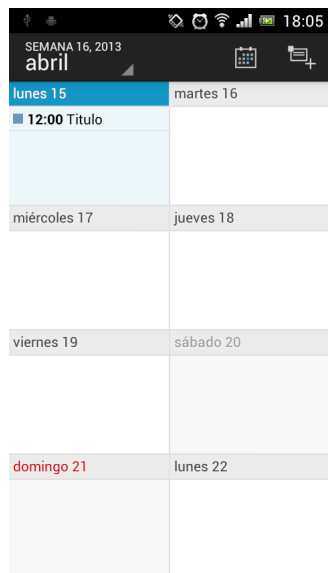 18:05
SEMANA 16, 2013
abril
lunes 15
martes 16
12:00 Titulo
miércoles 17
jueves 18
viernes 19
sábado 20
domingo 21
lunes 22